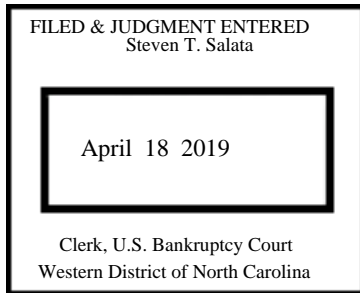 FILED & JUDGMENT ENTERED
Steven T. Salata
April 18 2019
Clerk, U.S. Bankruptcy Court
Western District of North Carolina